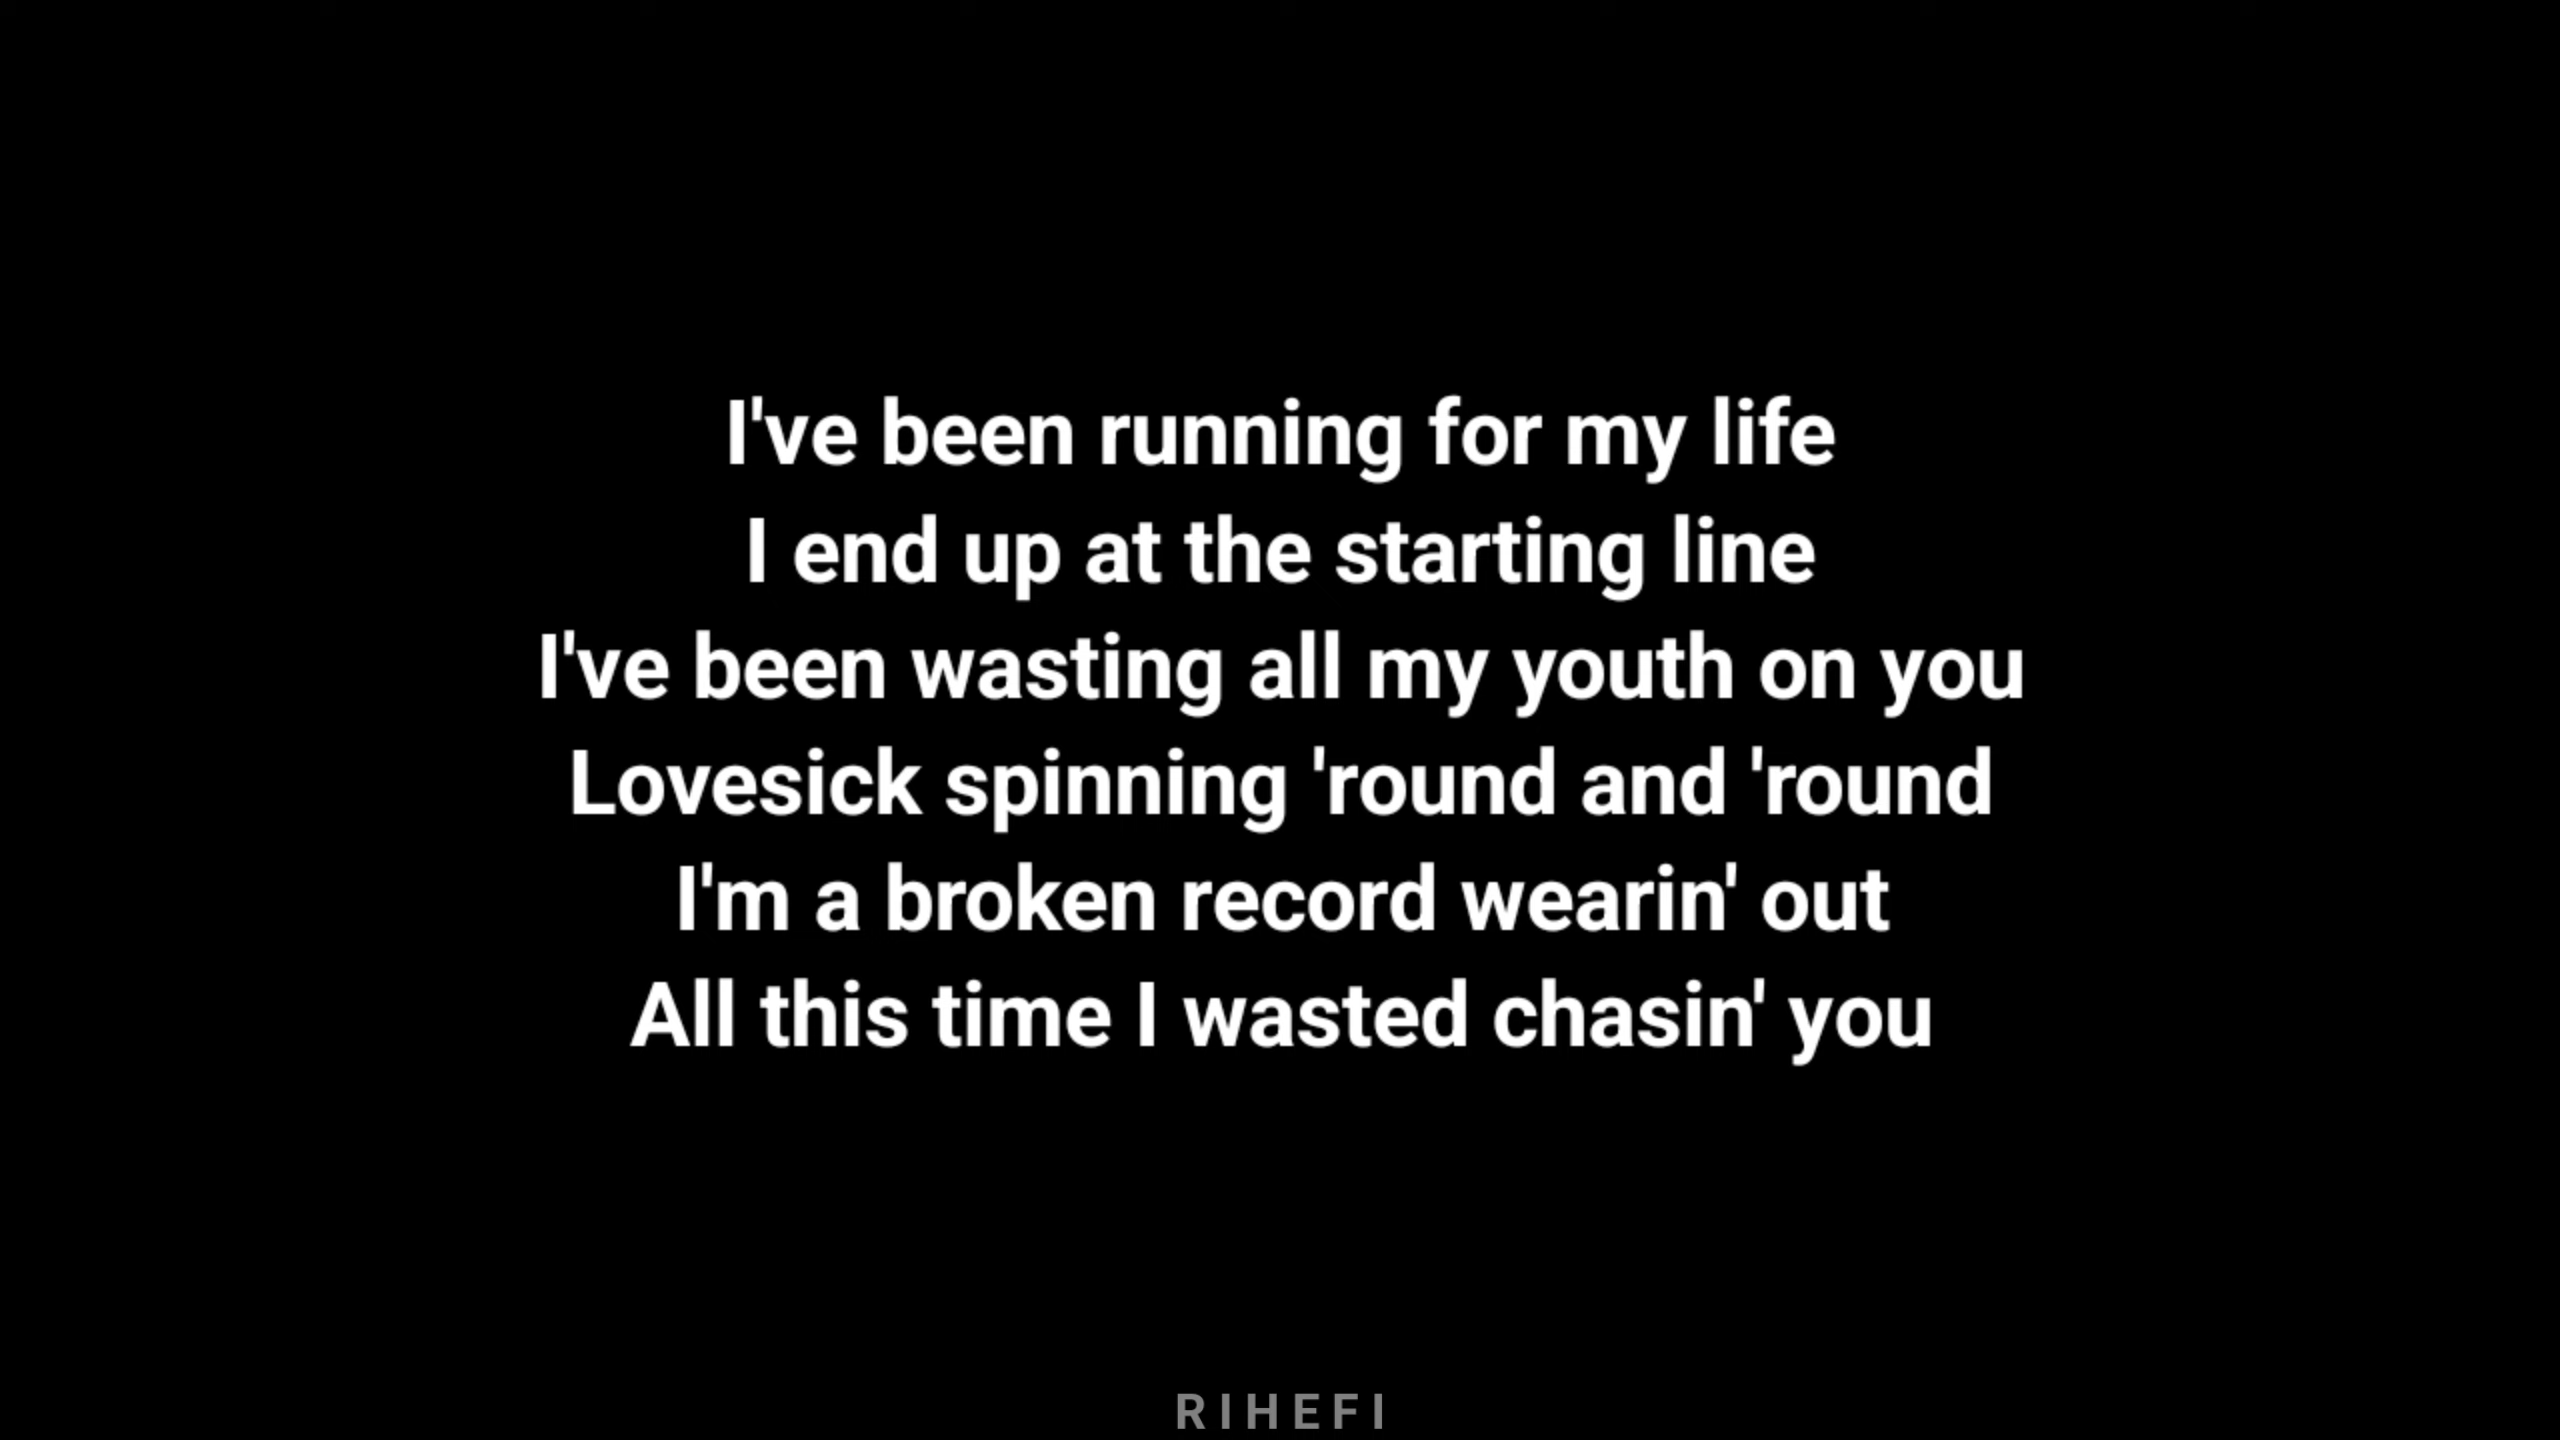 I've been running for my life
I end up at the starting line
I've been wasting all my youth on you
Lovesick spinning 'round and 'round
I'm a broken record wearin' out
All this time I wasted chasin' you
RIHEFI